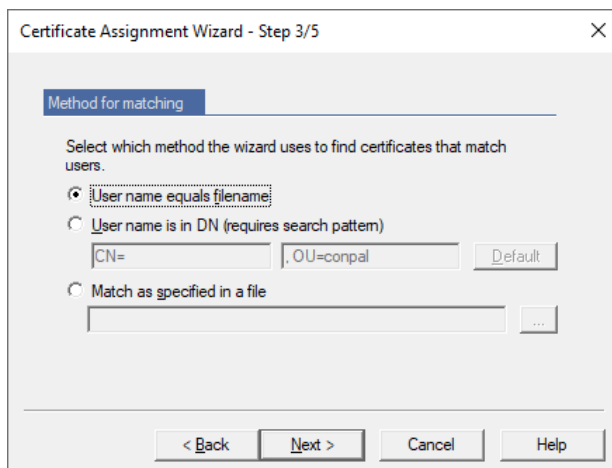 Certificate Assignment Wizard - Step 3/5
Method for matching
Select which method the wizard uses to find certificates that match
users.
User name equals filename
User name is in DN (requires search pattern)
CN= , OU=conpal Default
Match as specified in a file
...
< Back Next > Cancel Help